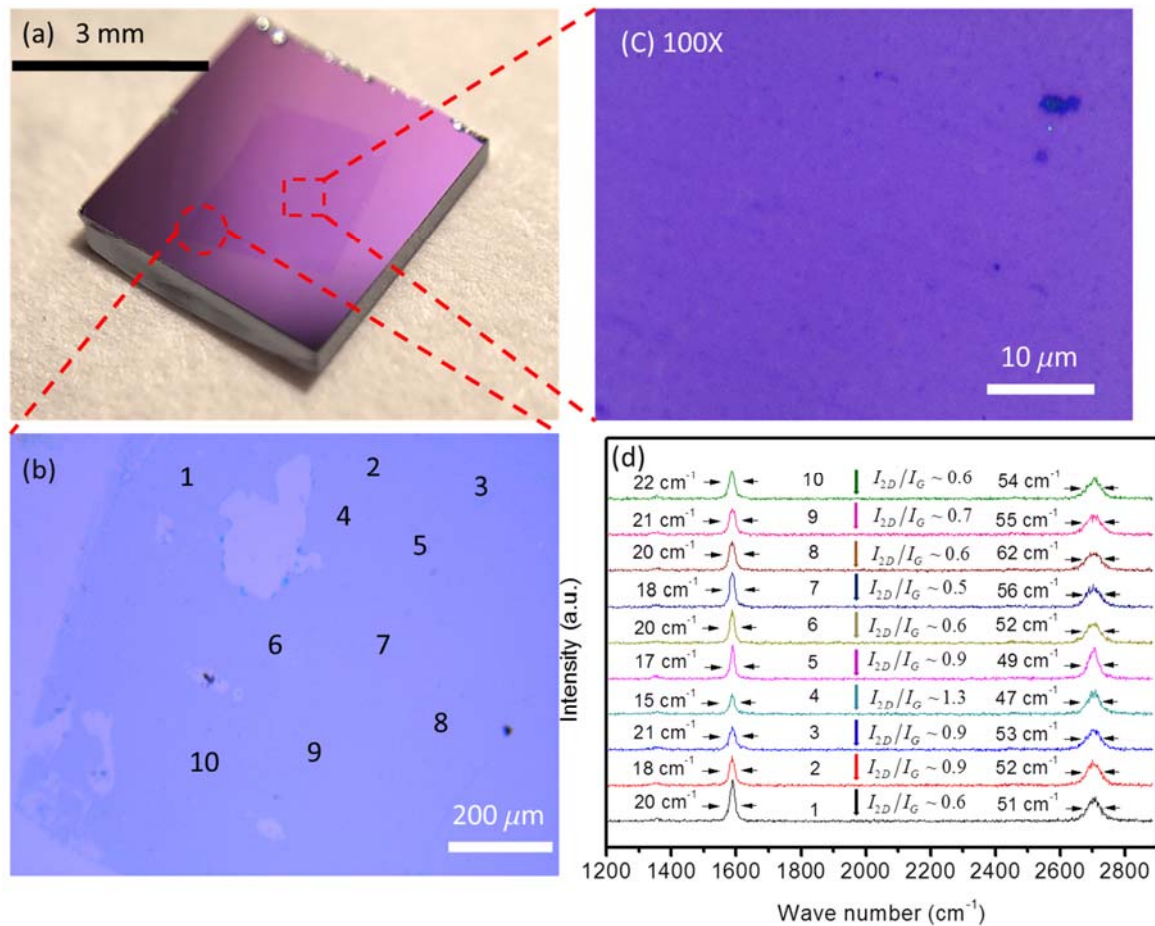 (a) 3 mm
(C) 100X
10 μm
(b)
1
2
3
4
5
6
7
8
9
10
200 μm
(d)
22 cm⁻¹ 10 I2D/IG ~ 0.6 54 cm⁻¹
21 cm⁻¹ 9 I2D/IG ~ 0.7 55 cm⁻¹
20 cm⁻¹ 8 I2D/IG ~ 0.6 62 cm⁻¹
18 cm⁻¹ 7 I2D/IG ~ 0.5 56 cm⁻¹
20 cm⁻¹ 6 I2D/IG ~ 0.6 52 cm⁻¹
17 cm⁻¹ 5 I2D/IG ~ 0.9 49 cm⁻¹
15 cm⁻¹ 4 I2D/IG ~ 1.3 47 cm⁻¹
21 cm⁻¹ 3 I2D/IG ~ 0.9 53 cm⁻¹
18 cm⁻¹ 2 I2D/IG ~ 0.9 52 cm⁻¹
20 cm⁻¹ 1 I2D/IG ~ 0.6 51 cm⁻¹
Intensity (a.u.)
1200 1400 1600 1800 2000 2200 2400 2600 2800
Wave number (cm⁻¹)